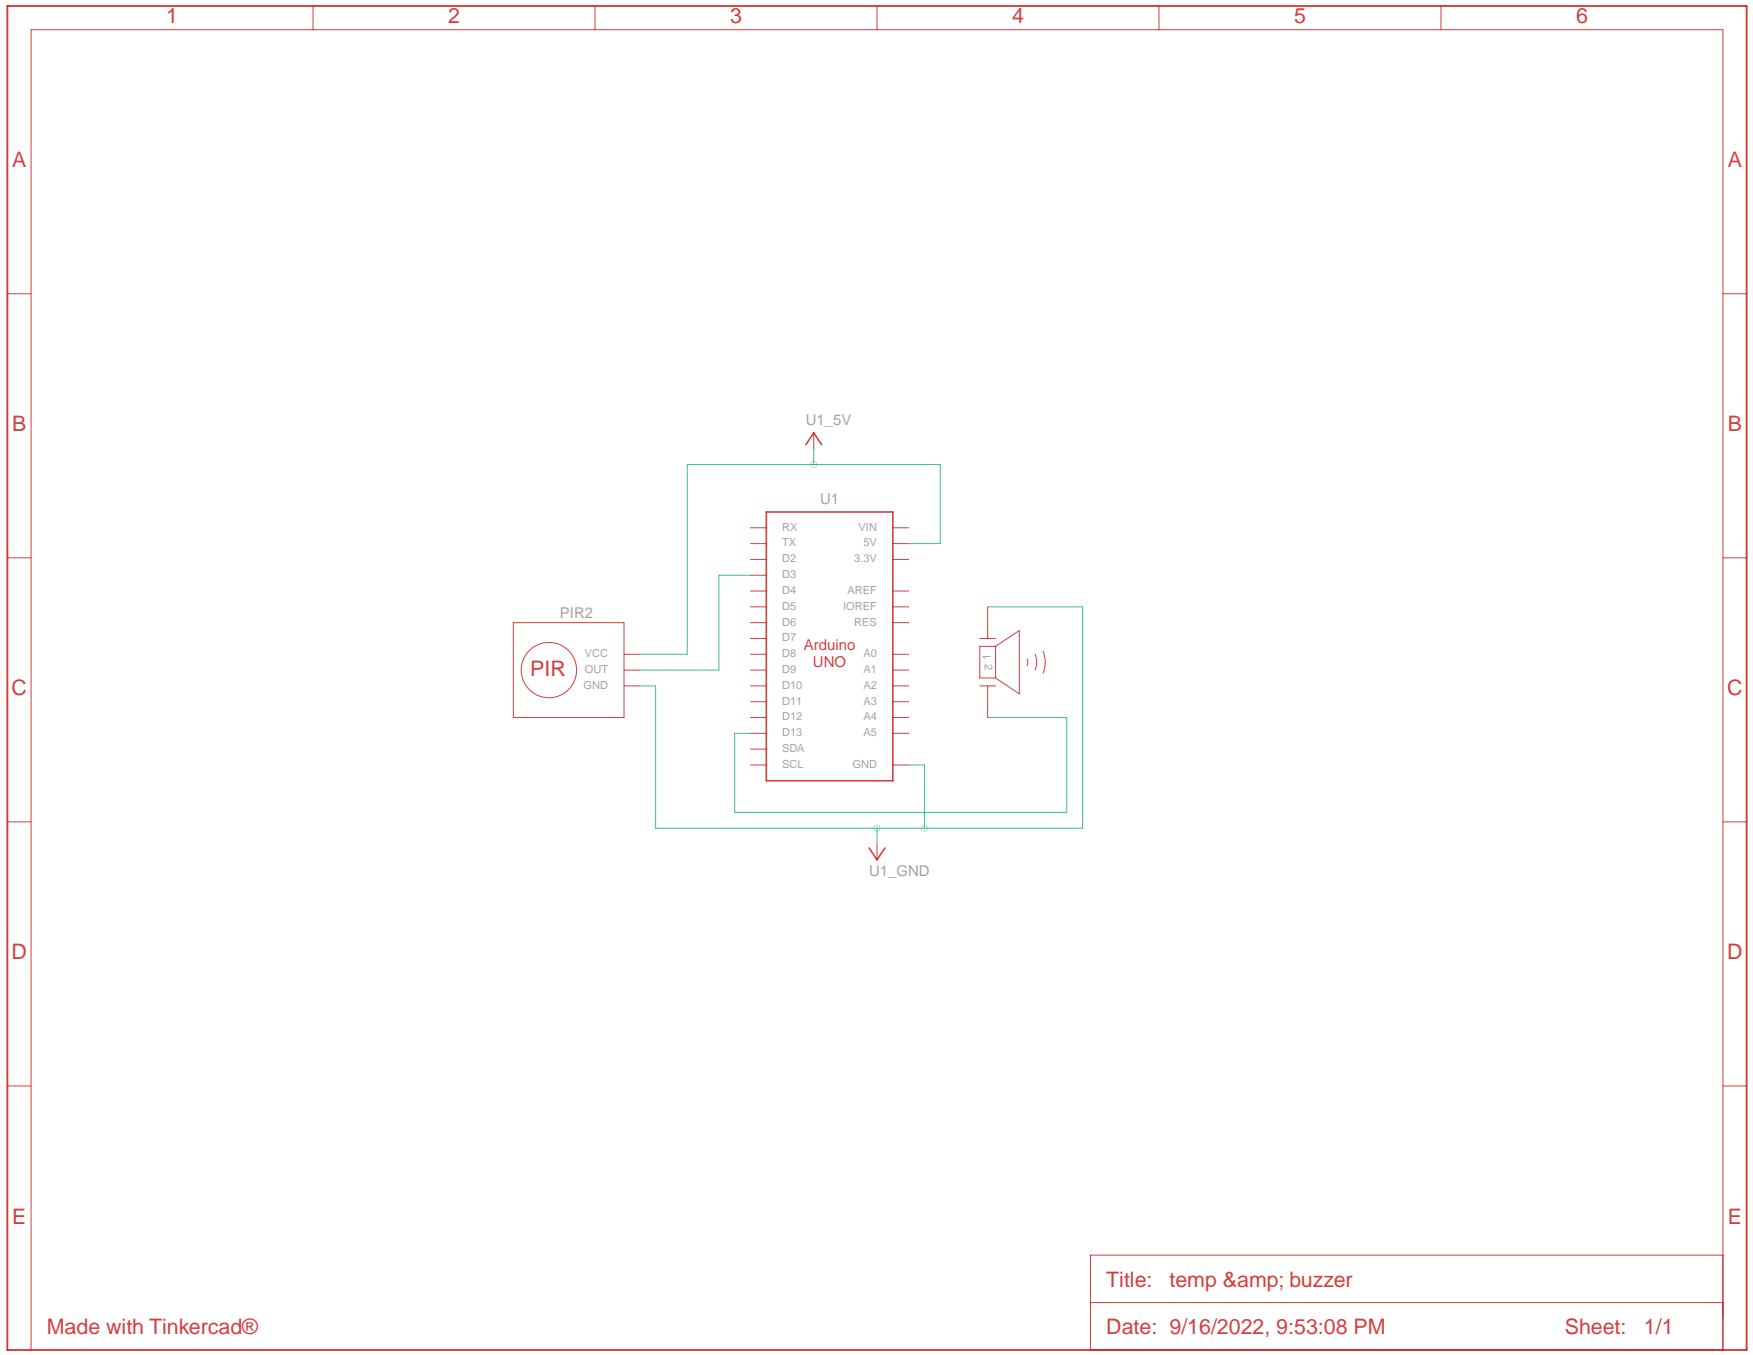 1 2 3 4 5 6
A A
B B
C C
D D
E E
U1_5V
U1
RX VIN
TX 5V
D2 3.3V
D3
D4 AREF
D5 IOREF
D6 RES
D7
Arduino
UNO
D8 A0
D9 A1
D10 A2
D11 A3
D12 A4
D13 A5
SDA
SCL GND
PIR2
PIR
VCC
OUT
GND
1
2
U1_GND
Title: temp &amp; buzzer
Made with Tinkercad®
Date: 9/16/2022, 9:53:08 PM Sheet: 1/1